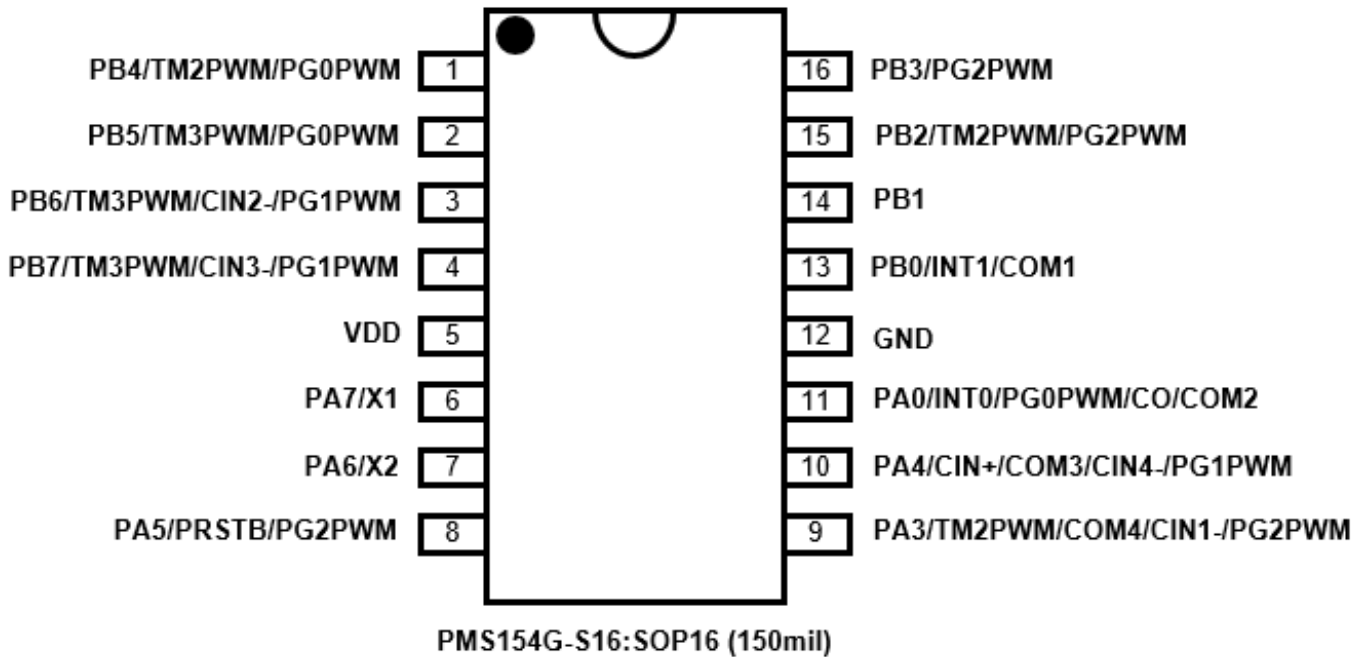 PB4/TM2PWM/PG0PWM 1 16 PB3/PG2PWM
PB5/TM3PWM/PG0PWM 2 15 PB2/TM2PWM/PG2PWM
PB6/TM3PWM/CIN2-/PG1PWM 3 14 PB1
PB7/TM3PWM/CIN3-/PG1PWM 4 13 PB0/INT1/COM1
VDD 5 12 GND
PA7/X1 6 11 PA0/INT0/PG0PWM/CO/COM2
PA6/X2 7 10 PA4/CIN+/COM3/CIN4-/PG1PWM
PA5/PRSTB/PG2PWM 8 9 PA3/TM2PWM/COM4/CIN1-/PG2PWM
PMS154G-S16:SOP16 (150mil)